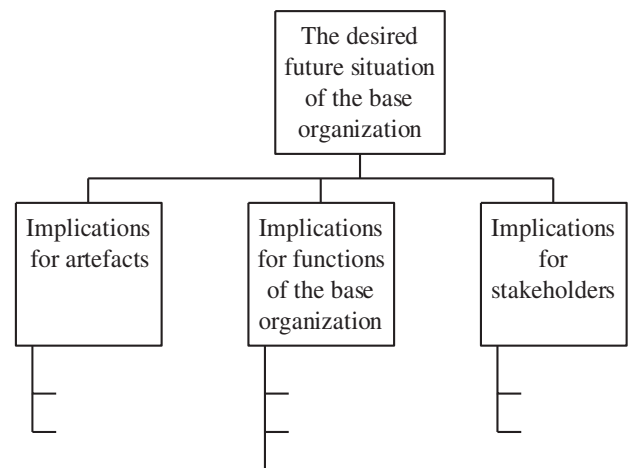 The desired
future situation
of the base
organization
Implications
for artefacts
Implications
for functions
of the base
organization
Implications
for
stakeholders